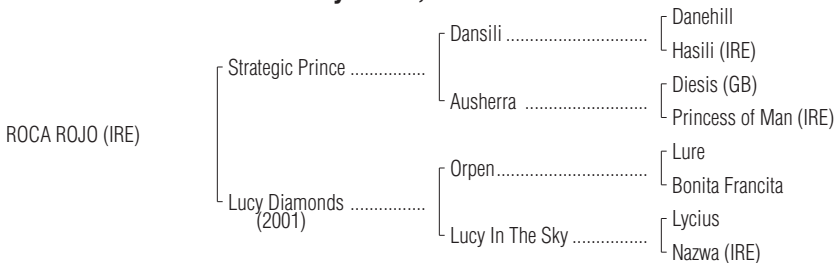 Danehill
Dansili ....................................
Hasili (IRE)
Strategic Prince ................
Diesis (GB)
Ausherra ...............................
Princess of Man (IRE)
ROCA ROJO (IRE)
Lure
Orpen......................................
Bonita Francita
Lucy Diamonds ................
(2001)
Lycius
Lucy In The Sky ..................
Nazwa (IRE)